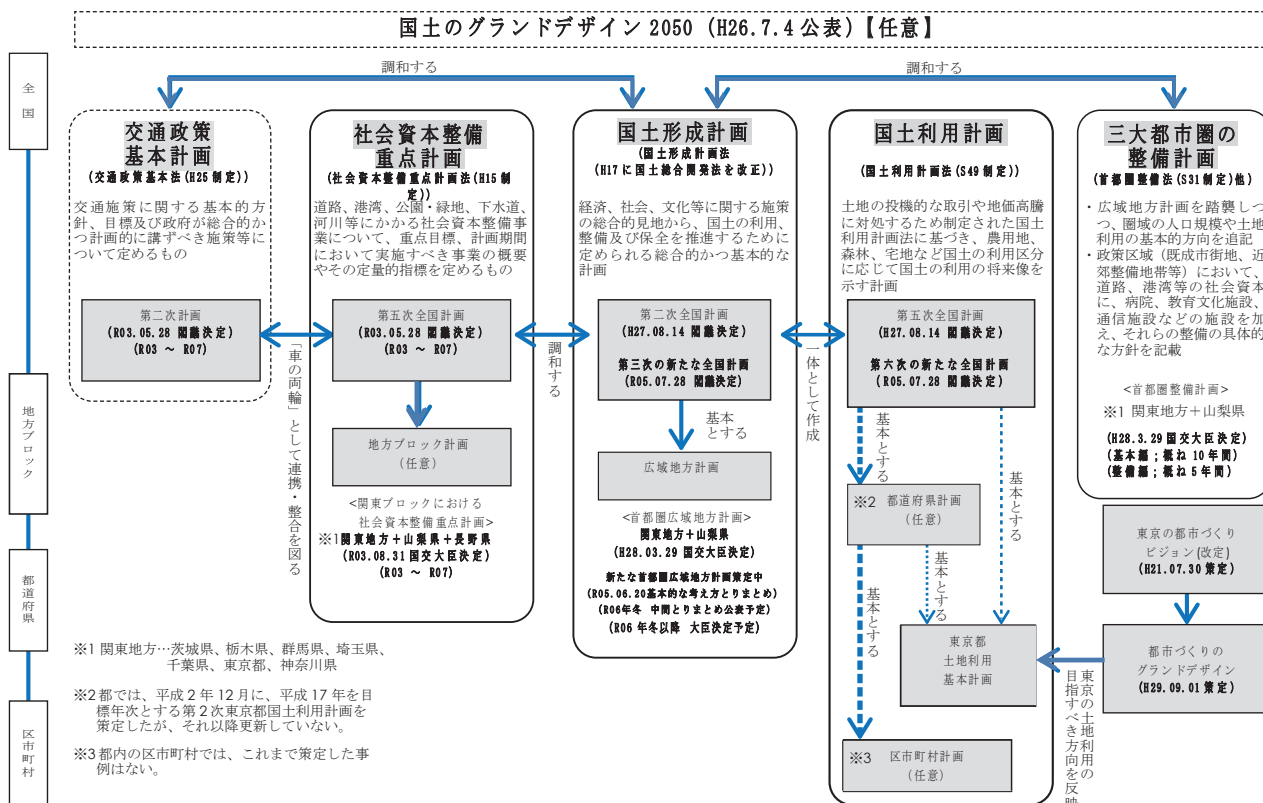 国土のグランドデザイン 2050 (H26.7.4 公表)【任意】
全国
地方ブロック
都道府県
区市町村
調和する
調和する
交通政策
基本計画
(交通政策基本法(H25 制定))
交通施策に関する基本的方
針、目標及び政府が総合的か
つ計画的に講ずべき施策等に
ついて定めるもの
第二次計画
(R03.05.28 閣議決定)
(R03 ～ R07)
「車の両輪」として連携・整合を図る
社会資本整備
重点計画
(社会資本整備重点計画法(H15 制
定))
道路、港湾、公園・緑地、下水道、
河川等にかかる社会資本整備事
業について、重点目標、計画期間
において実施すべき事業の概要
やその定量的指標を定めるもの
第五次全国計画
(R03.05.28 閣議決定)
(R03 ～ R07)
地方ブロック計画
(任意)
<関東ブロックにおける
社会資本整備重点計画>
※1関東地方＋山梨県＋長野県
(R03.08.31 国交大臣決定)
(R03 ～ R07)
調和する
国土形成計画
(国土形成計画法
(H17 に国土総合開発法を改正))
経済、社会、文化等に関する施策
の総合的見地から、国土の利用、
整備及び保全を推進するために
定められる総合的かつ基本的な
計画
第二次全国計画
(H27.08.14 閣議決定)
第三次の新たな全国計画
(R05.07.28 閣議決定)
基本
とする
広域地方計画
<首都圏広域地方計画>
関東地方＋山梨県
(H28.03.29 国交大臣決定)
新たな首都圏広域地方計画策定中
(R05.06.20基本的な考え方とりまとめ)
(R06年冬 中間とりまとめ公表予定)
(R06 年冬以降 大臣決定予定)
一体として作成
国土利用計画
(国土利用計画法(S49 制定))
土地の投機的な取引や地価高騰
に対処するため制定された国土
利用計画法に基づき、農用地、
森林、宅地など国土の利用区分
に応じて国土の利用の将来像を
示す計画
第五次全国計画
(H27.08.14 閣議決定)
第六次の新たな全国計画
(R05.07.28 閣議決定)
基本とする
基本とする
※2 都道府県計画
(任意)
基本とする
基本とする
東京都
土地利用
基本計画
※3 区市町村計画
(任意)
三大都市圏の
整備計画
(首都圏整備法(S31制定)他)
・広域地方計画を踏襲しつ
つ、圏域の人口規模や土地
利用の基本的方向を追記
・政策区域（既成市街地、近
郊整備地帯等）において、
道路、港湾等の社会資本
に、病院、教育文化施設、
通信施設などの施設を加
え、それらの整備の具体的
な方針を記載
<首都圏整備計画>
※1 関東地方＋山梨県
(H28.3.29 国交大臣決定)
(基本編；概ね 10 年間)
(整備編；概ね 5 年間)
東京の都市づくり
ビジョン(改定)
(H21.07.30 策定)
都市づくりの
グランドデザイン
(H29.09.01 策定)
東京の土地利用の
目指すべき方向を反映
※1 関東地方…茨城県、栃木県、群馬県、埼玉県、
千葉県、東京都、神奈川県
※2 都では、平成 2 年 12 月に、平成 17 年を目
標年次とする第 2 次東京都国土利用計画を
策定したが、それ以降更新していない。
※3 都内の区市町村では、これまで策定した事
例はない。